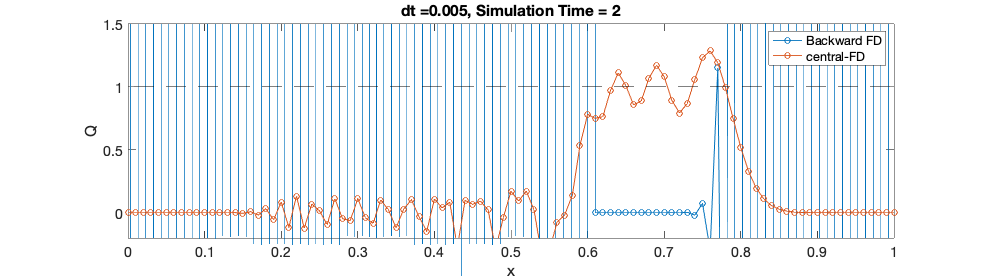 dt =0.005, Simulation Time = 2
1.5
1
0.5
0
Q
Backward FD
central-FD
0 0.1 0.2 0.3 0.4 0.5 0.6 0.7 0.8 0.9 1
x